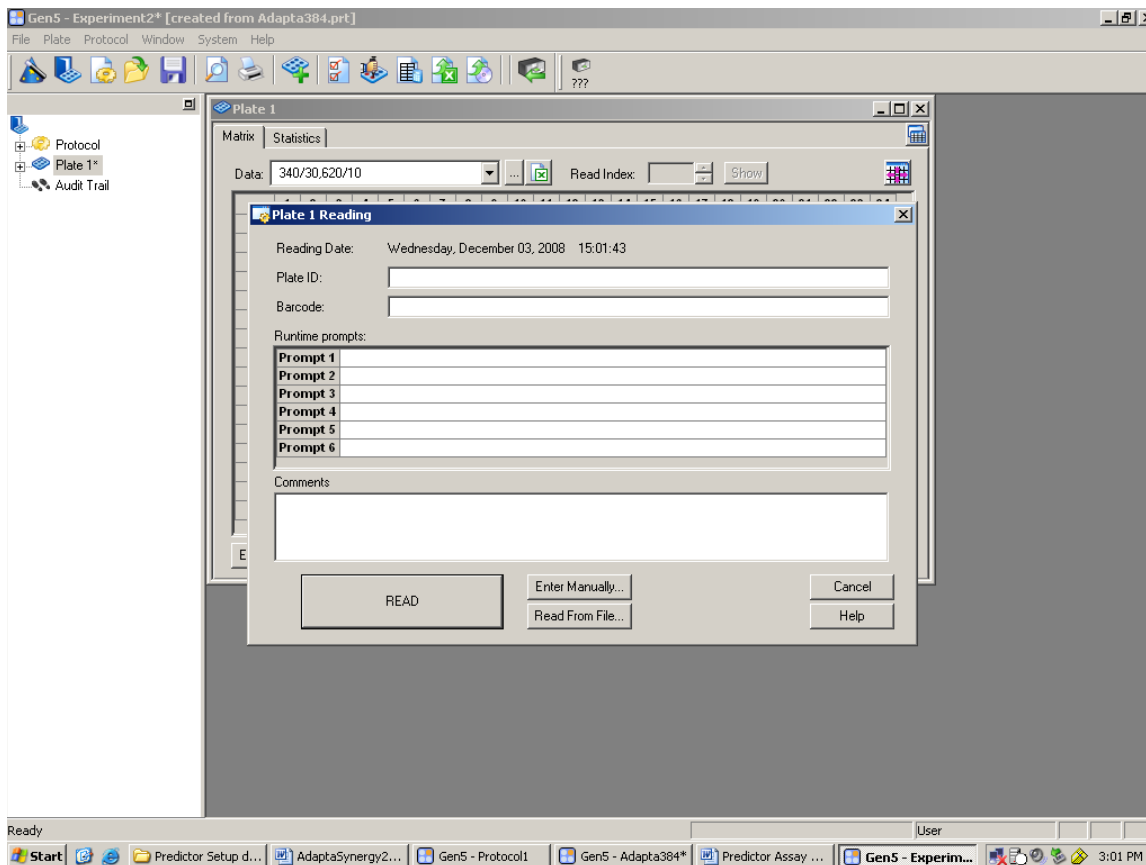 Gen5 - Experiment2* [created from Adapta384.prt]
File Plate Protocol Window System Help
???
Plate 1
Protocol
Plate 1*
Audit Trail
Matrix Statistics
Data: 340/30,620/10 ... Read Index: Show
Plate 1 Reading
Reading Date: Wednesday, December 03, 2008 15:01:43
Plate ID:
Barcode:
Runtime prompts:
Prompt 1
Prompt 2
Prompt 3
Prompt 4
Prompt 5
Prompt 6
Comments
E
READ
Enter Manually...
Cancel
Read From File...
Help
Ready User
Start Predictor Setup d... AdaptaSynergy2... Gen5 - Protocol1 Gen5 - Adapta384* Predictor Assay ... Gen5 - Experim... 3:01 PM